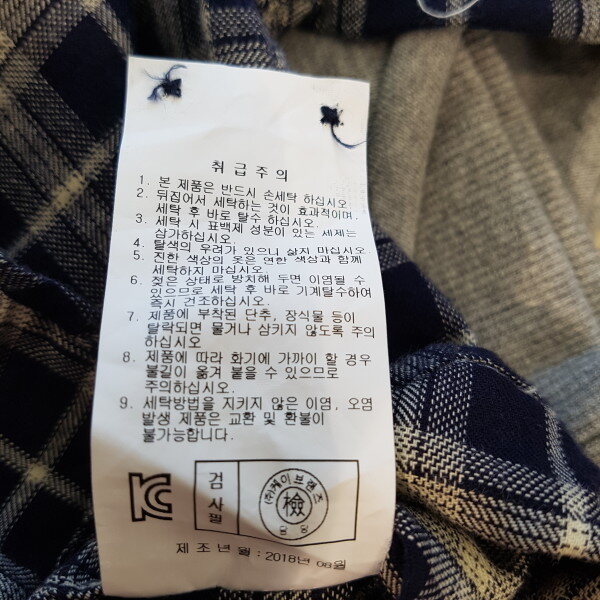 취급주의
1. 본 제품은 반드시 손세탁 하십시오.
2. 뒤집어서 세탁하는 것이 효과적이며,
세탁 후 바로 탈수 하십시오.
3. 세탁 시 표백제 성분이 있는 세제는
삼가하십시오.
4. 탈색의 우려가 있으니 삶지 마십시오.
5. 진한 색상의 옷은 연한 색상과 함께
세탁하지 마십시오.
6. 젖은 상태로 방치해 두면 이염될 수
있으므로 세탁 후 바로 기계탈수하여
즉시 건조하십시오.
7. 제품에 부착된 단추, 장식물 등이
탈락되면 물거나 삼키지 않도록 주의
하십시오
8. 제품에 따라 화기에 가까이 할 경우
불길이 옮겨 붙을 수 있으므로
주의하십시오.
9. 세탁방법을 지키지 않은 이염, 오염
발생 제품은 교환 및 환불이
불가능합니다.
KC
검사필
(주)케이브랜즈
檢
담당
제조년월 : 2018년 08월